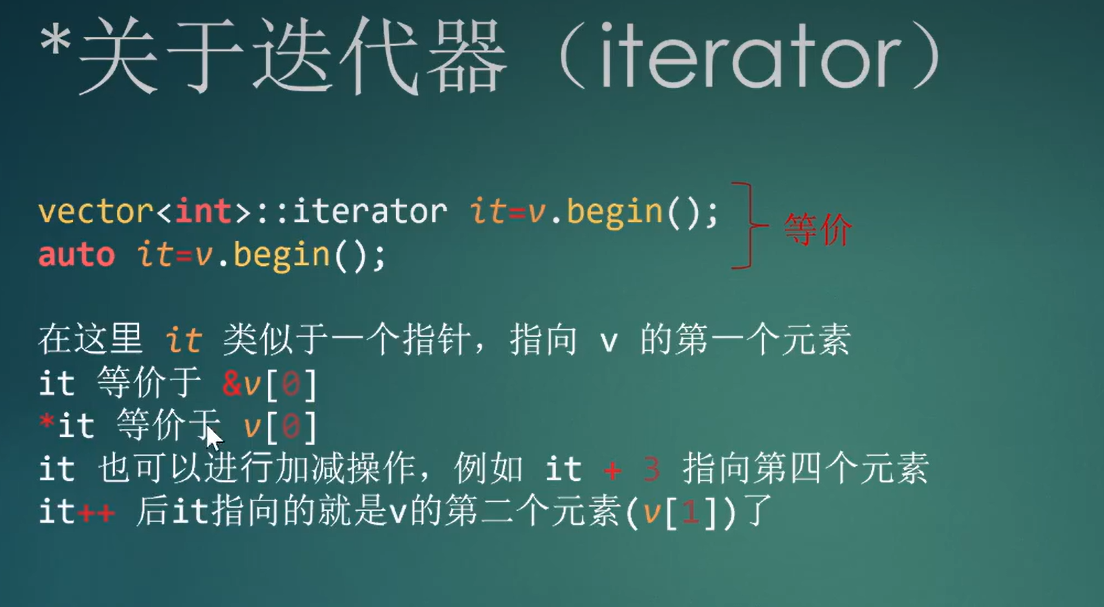 *关于迭代器（iterator）
vector<int>::iterator it=v.begin();
auto it=v.begin();
等价
在这里 it 类似于一个指针，指向 v 的第一个元素
it 等价于 &v[0]
*it 等价于 v[0]
it 也可以进行加减操作，例如 it + 3 指向第四个元素
it++ 后it指向的就是v的第二个元素(v[1])了